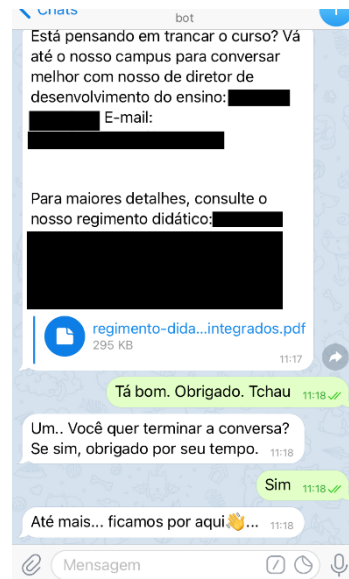 Chats
bot
Está pensando em trancar o curso? Vá
até o nosso campus para conversar
melhor com nosso de diretor de
desenvolvimento do ensino:
E-mail:
Para maiores detalhes, consulte o
nosso regimento didático:
regimento-dida...integrados.pdf
295 KB
11:17
Tá bom. Obrigado. Tchau 11:18
Um.. Você quer terminar a conversa?
Se sim, obrigado por seu tempo. 11:18
Sim 11:18
Até mais... ficamos por aqui👋... 11:18
Mensagem